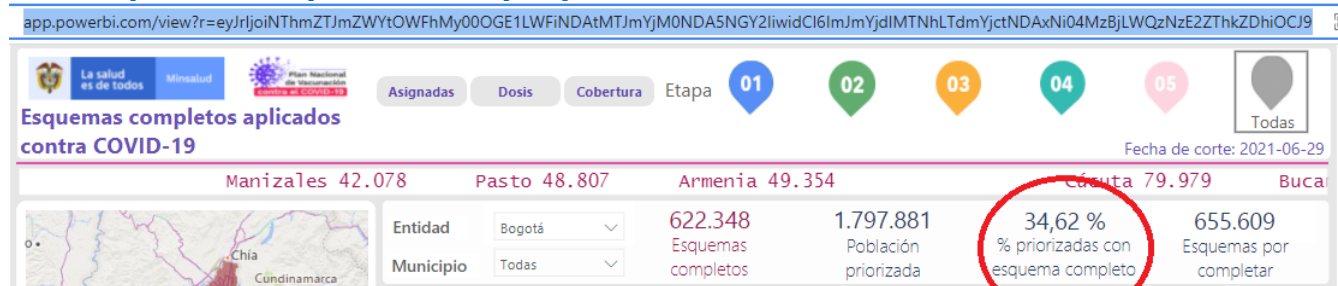 app.powerbi.com/view?r=eyJrIjoiNThmZTJmZWYtOWFhMy00OGE1LWFiNDAtMTJmYjM0NDA5NGY2IiwidCI6ImJmYjdlMTNhLTdmYjctNDAxNi04MzBjLWQzNzE2ZThkZDhiOCJ9
La salud
es de todos
Minsalud
Plan Nacional
de Vacunación
contra el COVID-19
Asignadas Dosis Cobertura Etapa 01 02 03 04 05
Todas
Esquemas completos aplicados
contra COVID-19
Fecha de corte: 2021-06-29
Manizales 42.078 Pasto 48.807 Armenia 49.354 Cúcuta 79.979 Bucar
Chía
Cundinamarca
Entidad Bogotá
Municipio Todas
622.348
Esquemas
completos
1.797.881
Población
priorizada
34,62 %
% priorizadas con
esquema completo
655.609
Esquemas por
completar